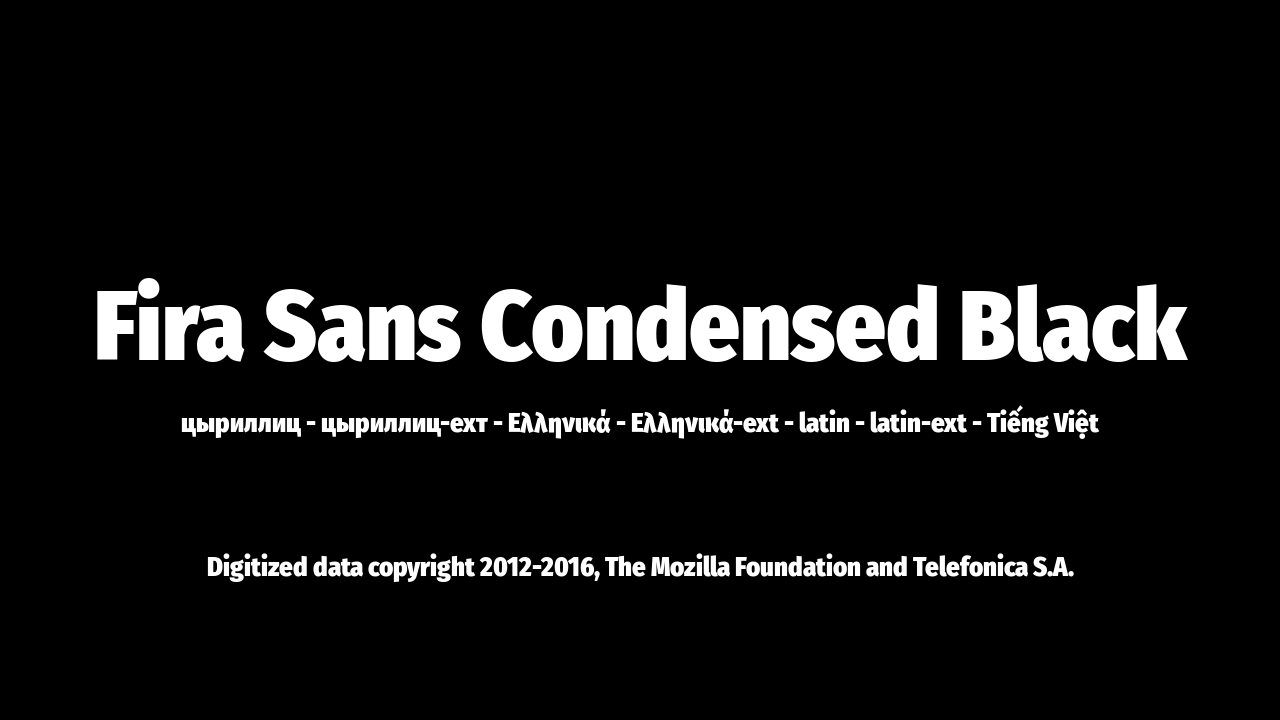 Fira Sans Condensed Black
цыриллиц - цыриллиц-ехт - Ελληνικά - Ελληνικά-ext - latin - latin-ext - Tiếng Việt
Digitized data copyright 2012-2016, The Mozilla Foundation and Telefonica S.A.